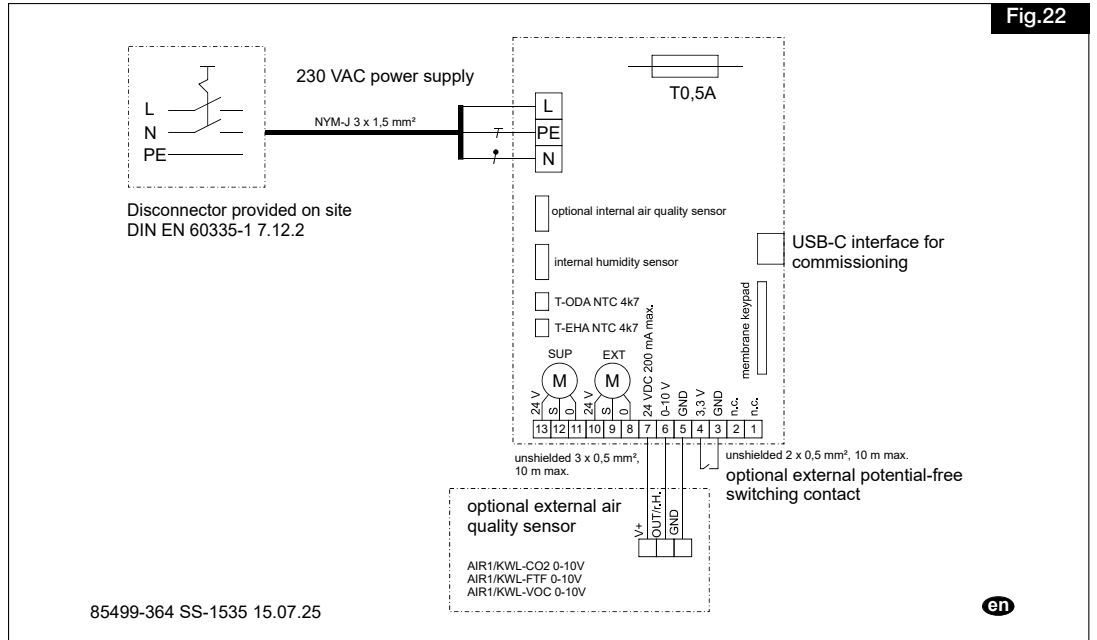 Fig.22
230 VAC power supply
T0,5A
L
N
PE
NYM-J 3 x 1,5 mm²
L
PE
N
Disconnector provided on site
DIN EN 60335-1 7.12.2
optional internal air quality sensor
internal humidity sensor
USB-C interface for
commissioning
T-ODA NTC 4k7
T-EHA NTC 4k7
membrane keypad
SUP
EXT
M
M
24 V
S
0
24 V
S
0
24 VDC 200 mA max.
0-10 V
GND
3,3 V
GND
n.c.
n.c.
13 12 11 10 9 8 7 6 5 4 3 2 1
unshielded 3 x 0,5 mm²,
10 m max.
unshielded 2 x 0,5 mm², 10 m max.
optional external potential-free
switching contact
optional external air
quality sensor
V+
OUT/r.H.
GND
AIR1/KWL-CO2 0-10V
AIR1/KWL-FTF 0-10V
AIR1/KWL-VOC 0-10V
85499-364 SS-1535 15.07.25
en